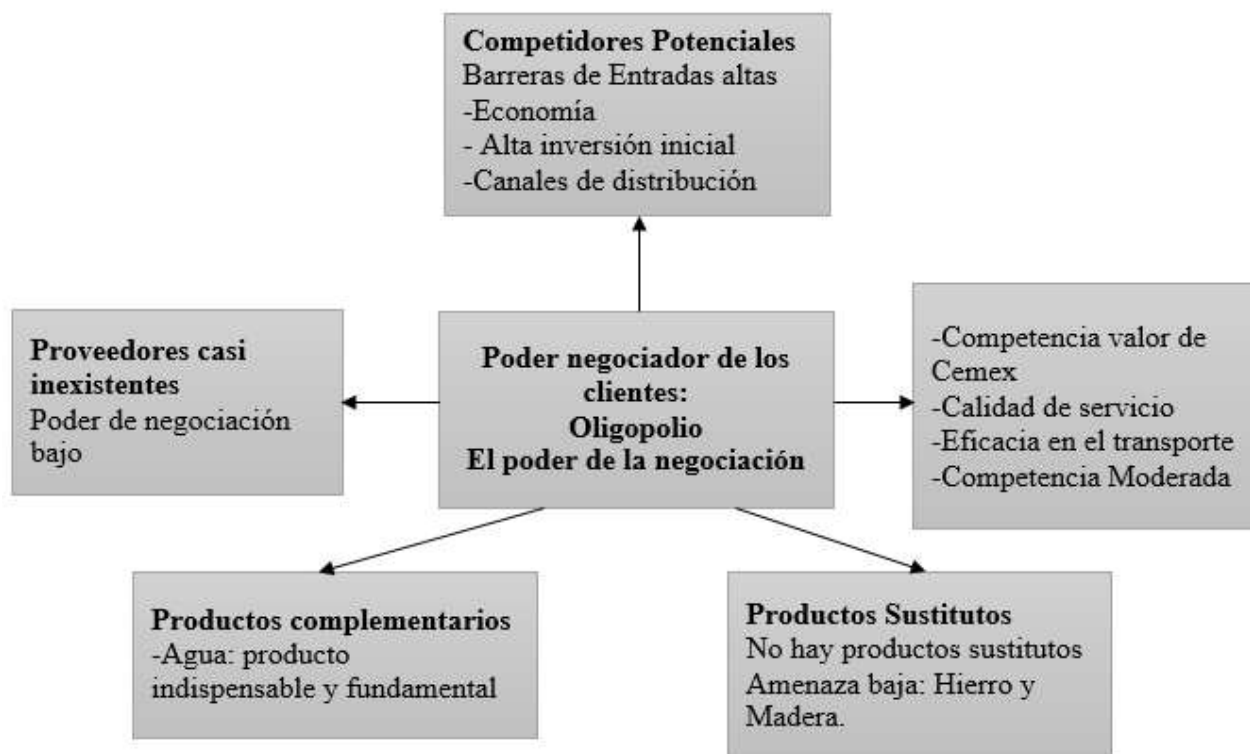 Competidores Potenciales
Barreras de Entradas altas
-Economía
- Alta inversión inicial
-Canales de distribución
Proveedores casi
inexistentes
Poder de negociación
bajo
Poder negociador de los
clientes:
Oligopolio
El poder de la negociación
-Competencia valor de
Cemex
-Calidad de servicio
-Eficacia en el transporte
-Competencia Moderada
Productos complementarios
-Agua: producto
indispensable y fundamental
Productos Sustitutos
No hay productos sustitutos
Amenaza baja: Hierro y
Madera.